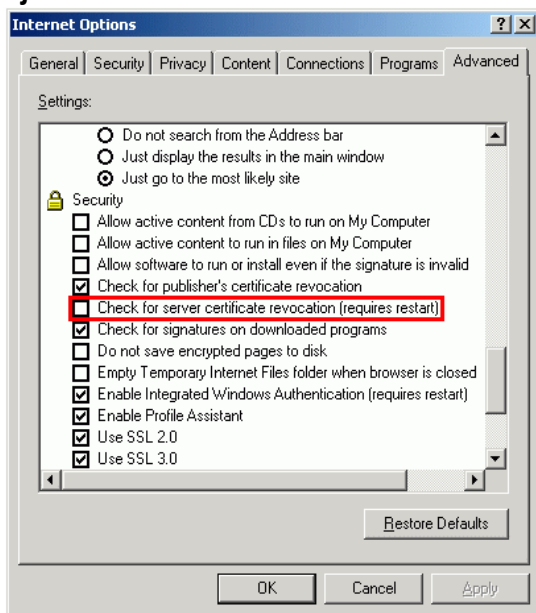 Internet Options
General Security Privacy Content Connections Programs Advanced
Settings:
Do not search from the Address bar
Just display the results in the main window
Just go to the most likely site
Security
Allow active content from CDs to run on My Computer
Allow active content to run in files on My Computer
Allow software to run or install even if the signature is invalid
Check for publisher's certificate revocation
Check for server certificate revocation (requires restart)
Check for signatures on downloaded programs
Do not save encrypted pages to disk
Empty Temporary Internet Files folder when browser is closed
Enable Integrated Windows Authentication (requires restart)
Enable Profile Assistant
Use SSL 2.0
Use SSL 3.0
Restore Defaults
OK Cancel Apply